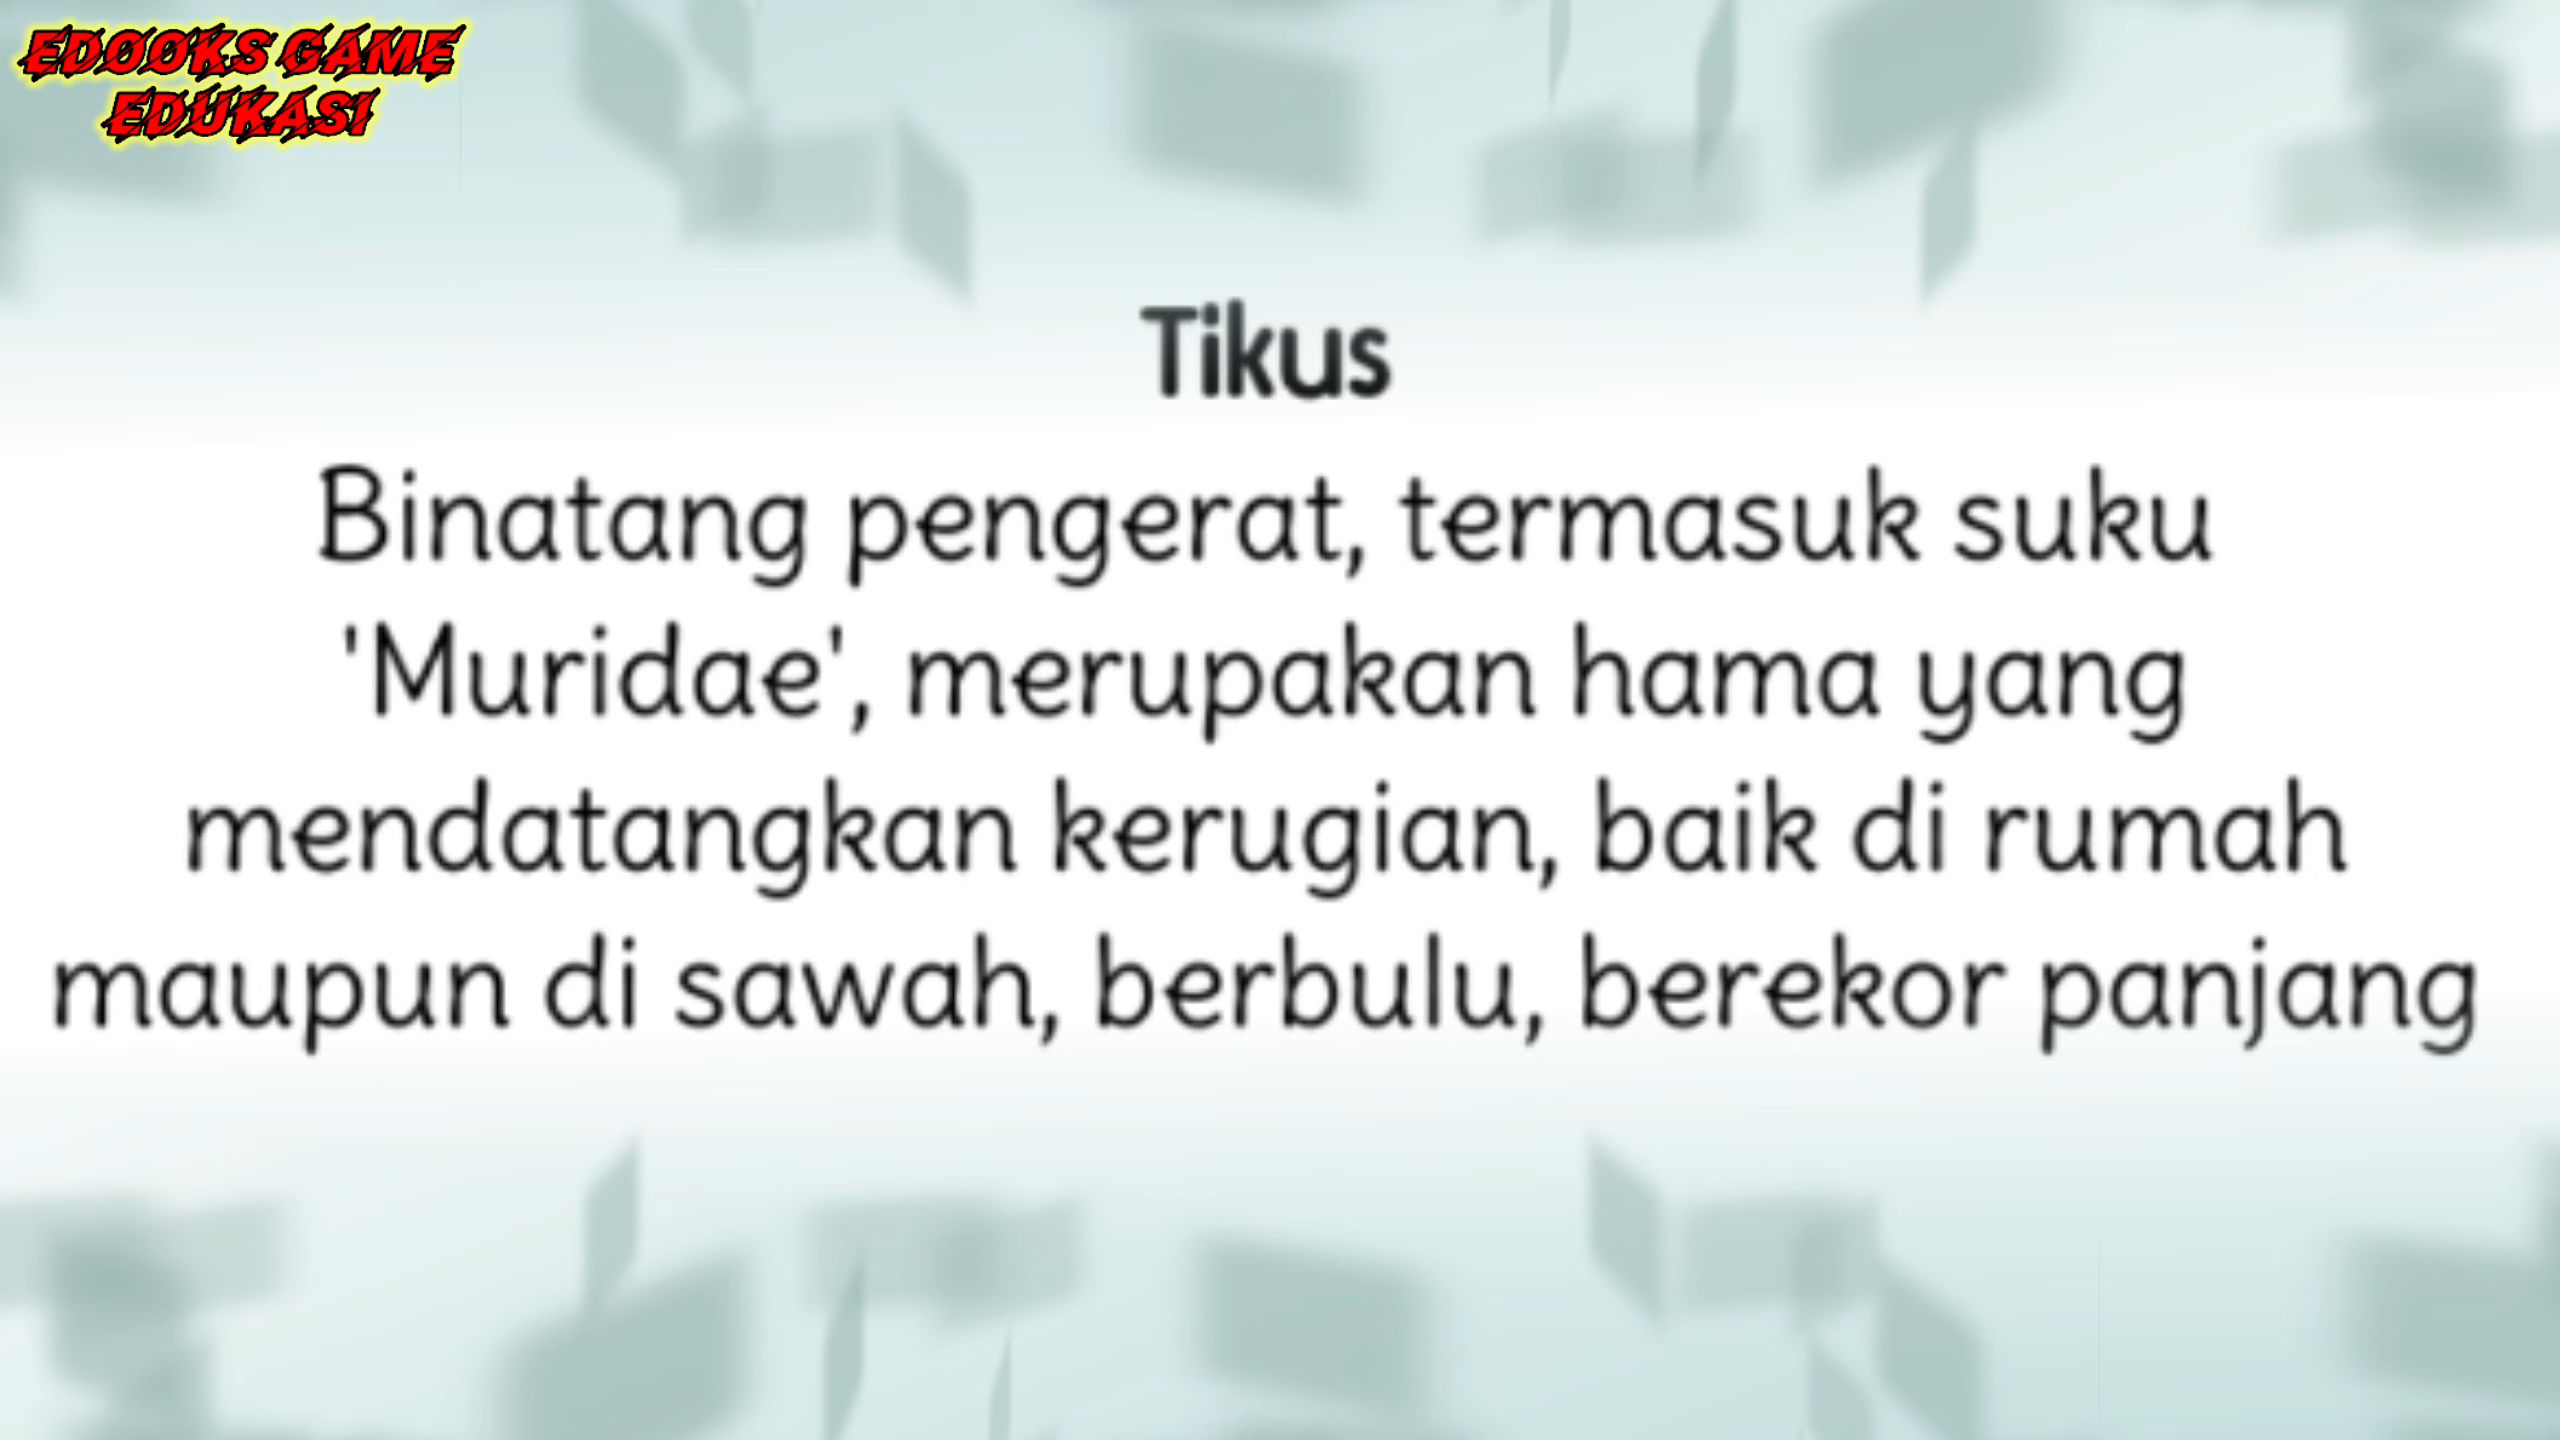 EDOOKS GAME
EDUKASI
Tikus
Binatang pengerat, termasuk suku
'Muridae', merupakan hama yang
mendatangkan kerugian, baik di rumah
maupun di sawah, berbulu, berekor panjang